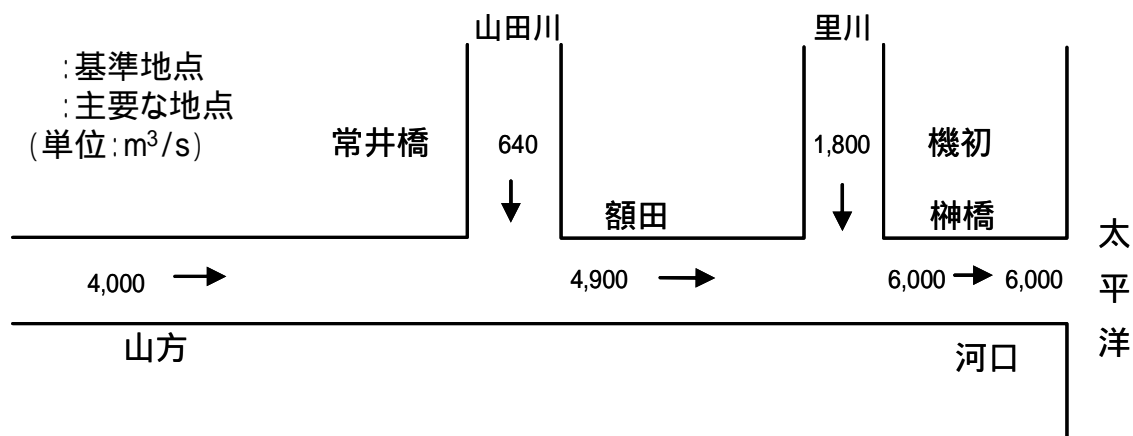 山田川
里川
:基準地点
:主要な地点
(単位:m³/s)
常井橋
640
1,800
機初
額田
榊橋
4,000
4,900
6,000
6,000
太平洋
山方
河口